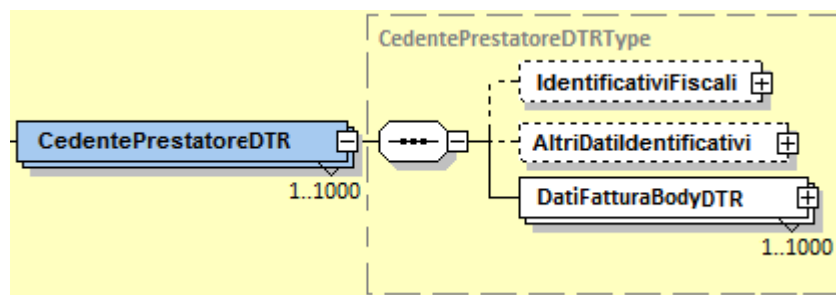 CedentePrestatoreDTRType
IdentificativiFiscali
CedentePrestatoreDTR
AltriDatiIdentificativi
1..1000
DatiFatturaBodyDTR
1..1000